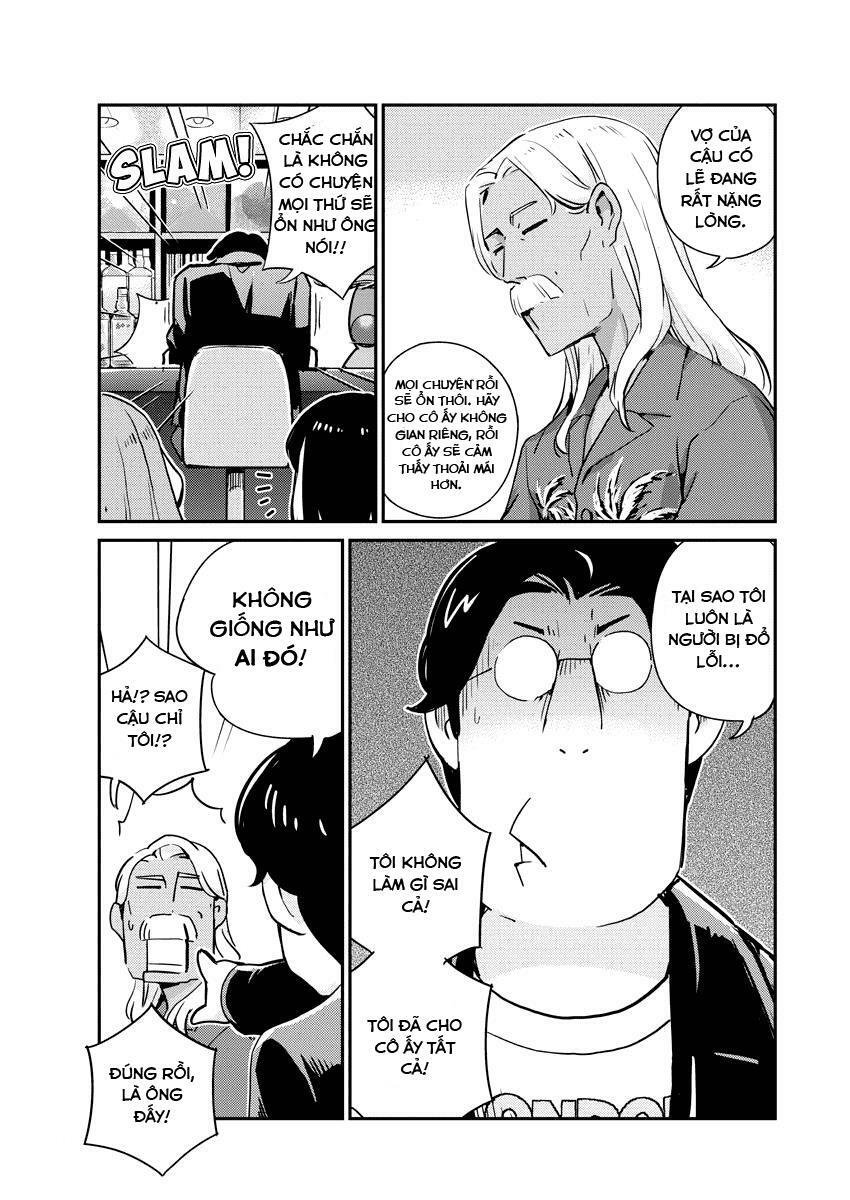 VỢ CỦA
CẬU CÓ
LẼ ĐANG
RẤT NẶNG
LỜNG.
MỌI CHUYỆN RỒI
SẼ ỔN THÔI. HÃY
CHO CÔ ẤY KHÔNG
GIAN RIÊNG, RỒI
CÔ ẤY SẼ CẢM
THẤY THOẢI MÁI
HƠN.
SLAM!
CHẮC CHẮN
LÀ KHÔNG
CÓ CHUYỆN
MỌI THỨ SẼ
ỔN NHƯ ÔNG
NÓI!!
TẠI SAO TÔI
LUÔN LÀ
NGƯỜI BỊ ĐỔ
LỖI...
TÔI KHÔNG
LÀM GÌ SAI
CẢ!
TÔI ĐÃ CHO
CÔ ẤY TẤT
CẢ!
KHÔNG
GIỐNG NHƯ
AI ĐÓ!
HẢ!? SAO
CẬU CHỈ
TÔI!?
ĐÚNG RỒI,
LÀ ÔNG
ĐẤY!